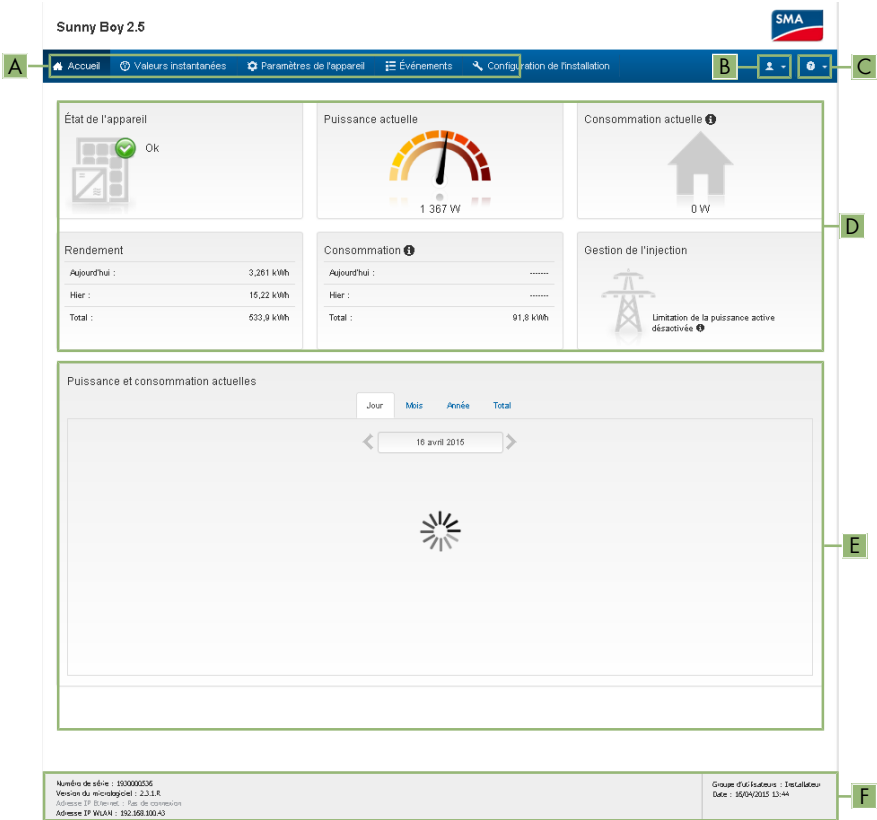 Sunny Boy 2.5
SMA
A
Accueil Valeurs instantanées Paramètres de l'appareil Événements Configuration de l'installation
B
C
État de l'appareil
Ok
Puissance actuelle
1 367 W
Consommation actuelle
0 W
D
Rendement
Aujourd'hui : 3,261 kWh
Hier : 15,22 kWh
Total : 533,9 kWh
Consommation
Aujourd'hui : -------
Hier : -------
Total : 91,8 kWh
Gestion de l'injection
Limitation de la puissance active
désactivée
Puissance et consommation actuelles
Jour Mois Année Total
16 avril 2015
E
Numéro de série : 1930000536
Version du micrologiciel : 2.3.1.R
Adresse IP Ethernet : Pas de connexion
Adresse IP WLAN : 192.168.100.43
Groupe d'utilisateurs : Installateur
Date : 16/04/2015 13:44
F